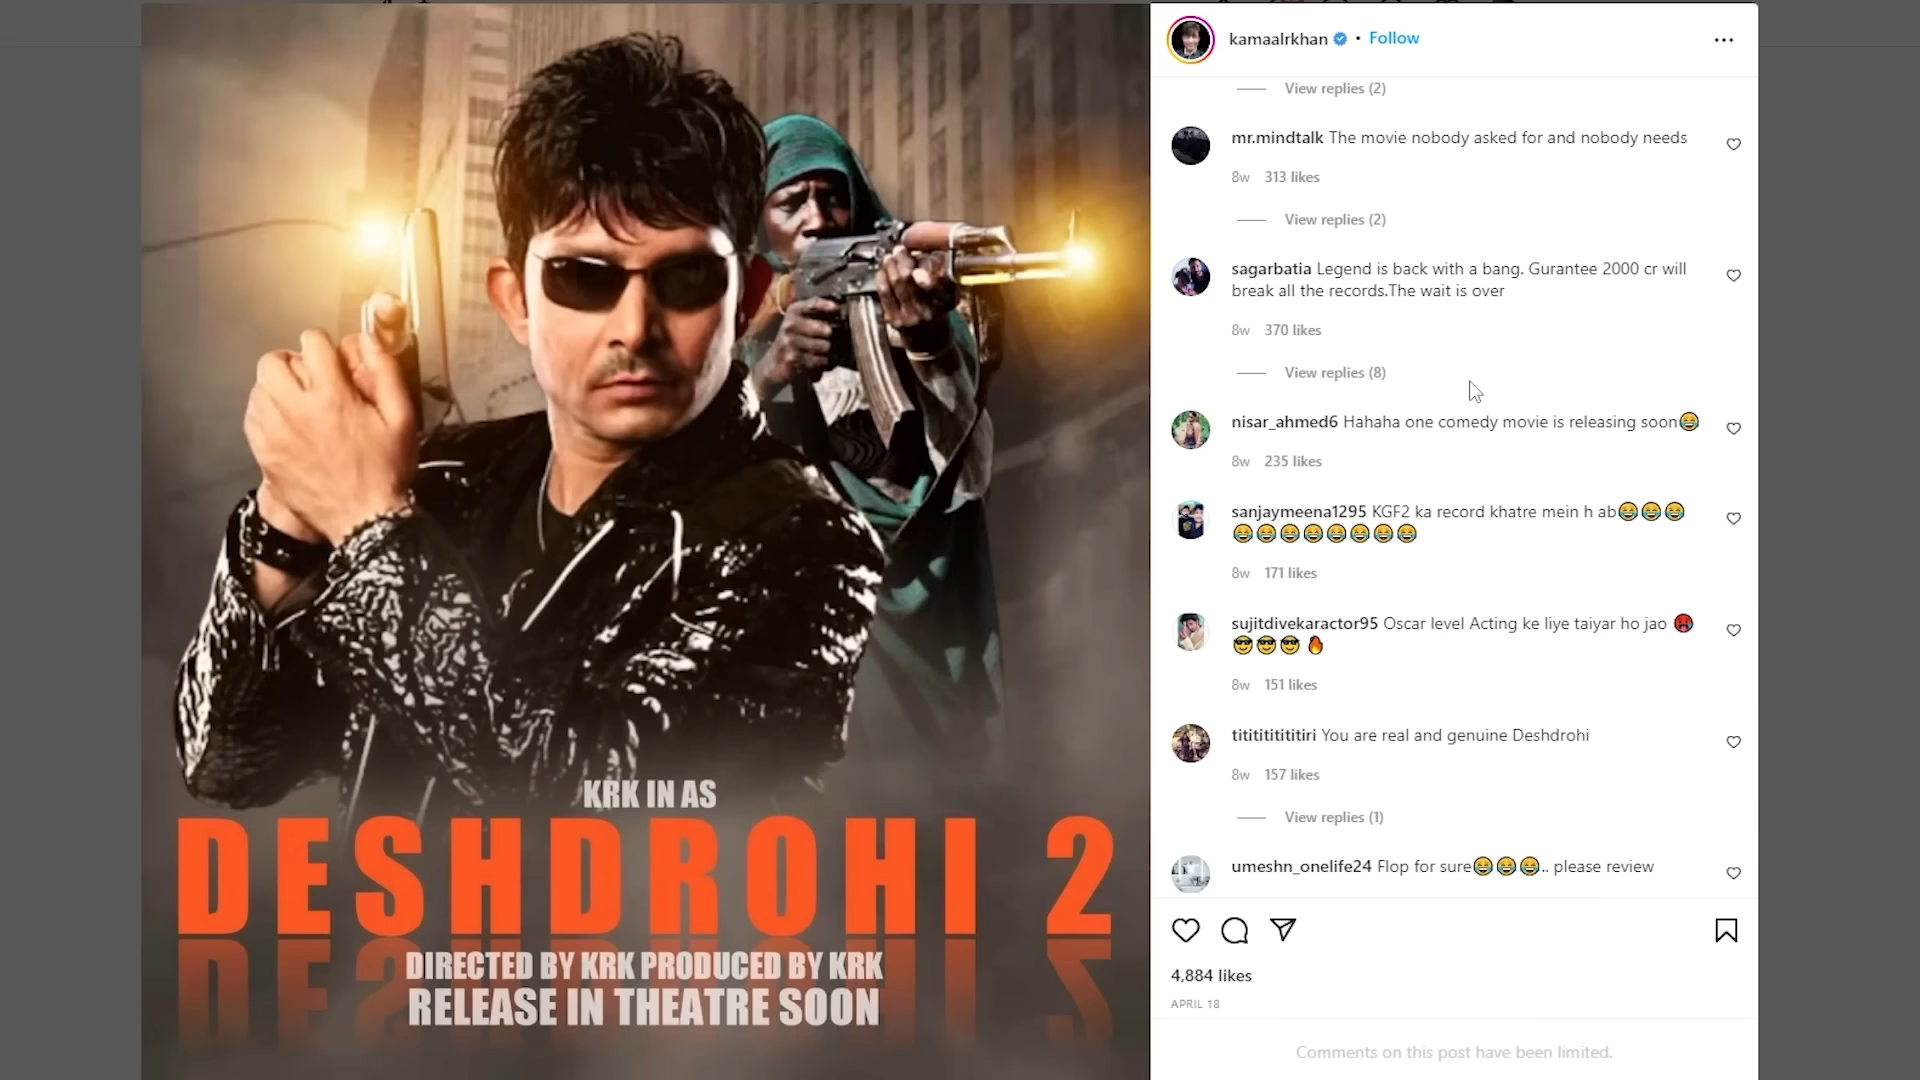 KRK IN AS
DESHDROHI 2
DIRECTED BY KRK PRODUCED BY KRK
RELEASE IN THEATRE SOON
kamaalrkhan • Follow
View replies (2)
mr.mindtalk The movie nobody asked for and nobody needs
8w 313 likes
View replies (2)
sagarbatia Legend is back with a bang. Gurantee 2000 cr will
break all the records.The wait is over
8w 370 likes
View replies (8)
nisar_ahmed6 Hahaha one comedy movie is releasing soon😂
8w 235 likes
sanjaymeena1295 KGF2 ka record khatre mein h ab😂😂😂
😂😂😂😂😂😂😂😂
8w 171 likes
sujitdivekaractor95 Oscar level Acting ke liye taiyar ho jao 🥵
😎😎😎🔥
8w 151 likes
8w 157 likes
You are real and genuine Deshdrohi
View replies (1)
umeshn_onelife24 Flop for sure😂😂😂.. please review
4,884 likes
APRIL 18
Comments on this post have been limited.